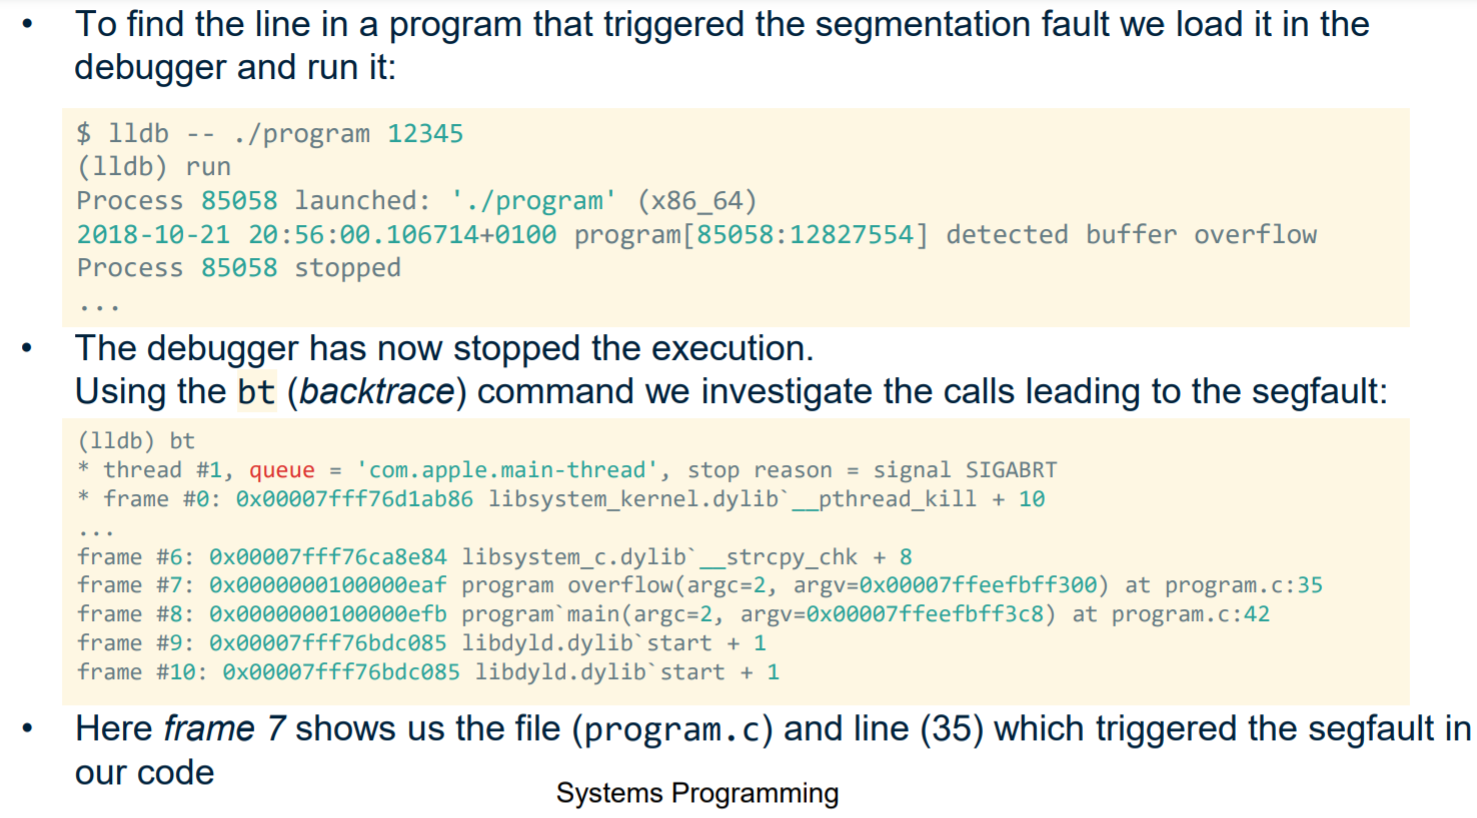 • To find the line in a program that triggered the segmentation fault we load it in the
debugger and run it:
$ lldb -- ./program 12345
(lldb) run
Process 85058 launched: './program' (x86_64)
2018-10-21 20:56:00.106714+0100 program[85058:12827554] detected buffer overflow
Process 85058 stopped
...
• The debugger has now stopped the execution.
Using the bt (backtrace) command we investigate the calls leading to the segfault:
(lldb) bt
* thread #1, queue = 'com.apple.main-thread', stop reason = signal SIGABRT
* frame #0: 0x00007fff76d1ab86 libsystem_kernel.dylib`__pthread_kill + 10
...
frame #6: 0x00007fff76ca8e84 libsystem_c.dylib`__strcpy_chk + 8
frame #7: 0x0000000100000eaf program overflow(argc=2, argv=0x00007ffeefbff300) at program.c:35
frame #8: 0x0000000100000efb program`main(argc=2, argv=0x00007ffeefbff3c8) at program.c:42
frame #9: 0x00007fff76bdc085 libdyld.dylib`start + 1
frame #10: 0x00007fff76bdc085 libdyld.dylib`start + 1
• Here frame 7 shows us the file (program.c) and line (35) which triggered the segfault in
our code
Systems Programming